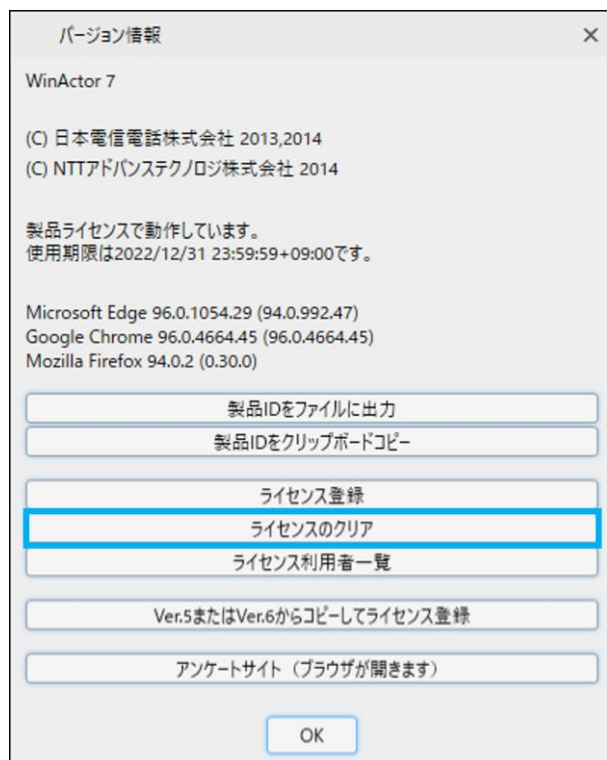 バージョン情報
WinActor 7
(C) 日本電信電話株式会社 2013,2014
(C) NTTアドバンステクノロジ株式会社 2014
製品ライセンスで動作しています。
使用期限は2022/12/31 23:59:59+09:00です。
Microsoft Edge 96.0.1054.29 (94.0.992.47)
Google Chrome 96.0.4664.45 (96.0.4664.45)
Mozilla Firefox 94.0.2 (0.30.0)
製品IDをファイルに出力
製品IDをクリップボードコピー
ライセンス登録
ライセンスのクリア
ライセンス利用者一覧
Ver.5またはVer.6からコピーしてライセンス登録
アンケートサイト（ブラウザが開きます）
OK